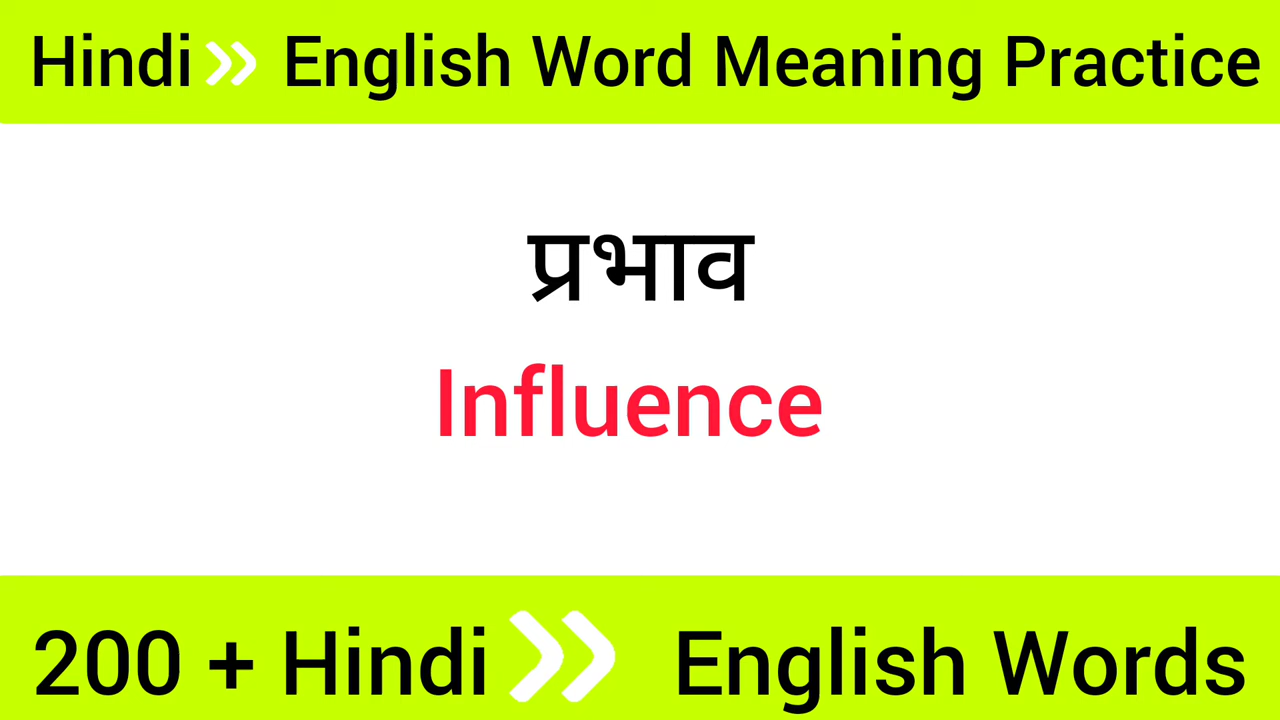 Hindi » English Word Meaning Practice
प्रभाव
Influence
200 + Hindi » English Words